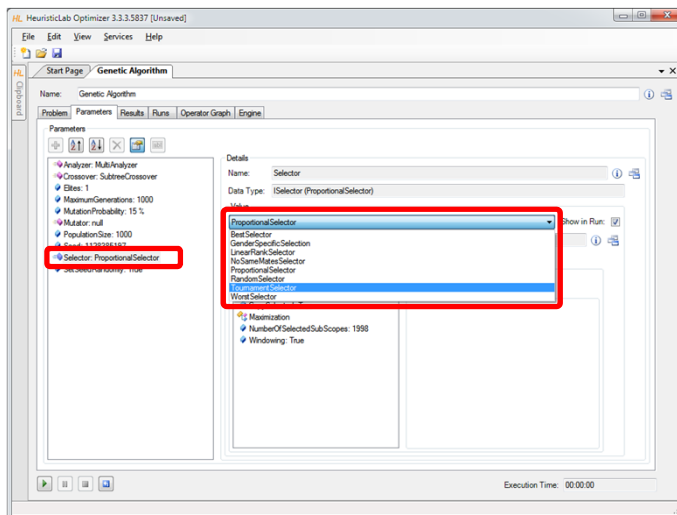 HL HeuristicLab Optimizer 3.3.3.5837 [Unsaved]
File Edit View Services Help
HL Start Page Genetic Algorithm
Clipboard
Name: Genetic Algorithm
Problem Parameters Results Runs Operator Graph Engine
Parameters
Analyzer: MultiAnalyzer
Crossover: SubtreeCrossover
Elites: 1
MaximumGenerations: 1000
MutationProbability: 15 %
Mutator: null
PopulationSize: 1000
Selector: ProportionalSelector
SetSeedRandomly: True
Details
Name: Selector
Data Type: ISelector (ProportionalSelector)
Value
ProportionalSelector
Show in Run:
BestSelector
GenderSpecificSelection
LinearRankSelector
NoSameMatesSelector
ProportionalSelector
RandomSelector
TournamentSelector
WorstSelector
Maximization
NumberOfSelectedSubScopes: 1998
Windowing: True
Execution Time: 00:00:00